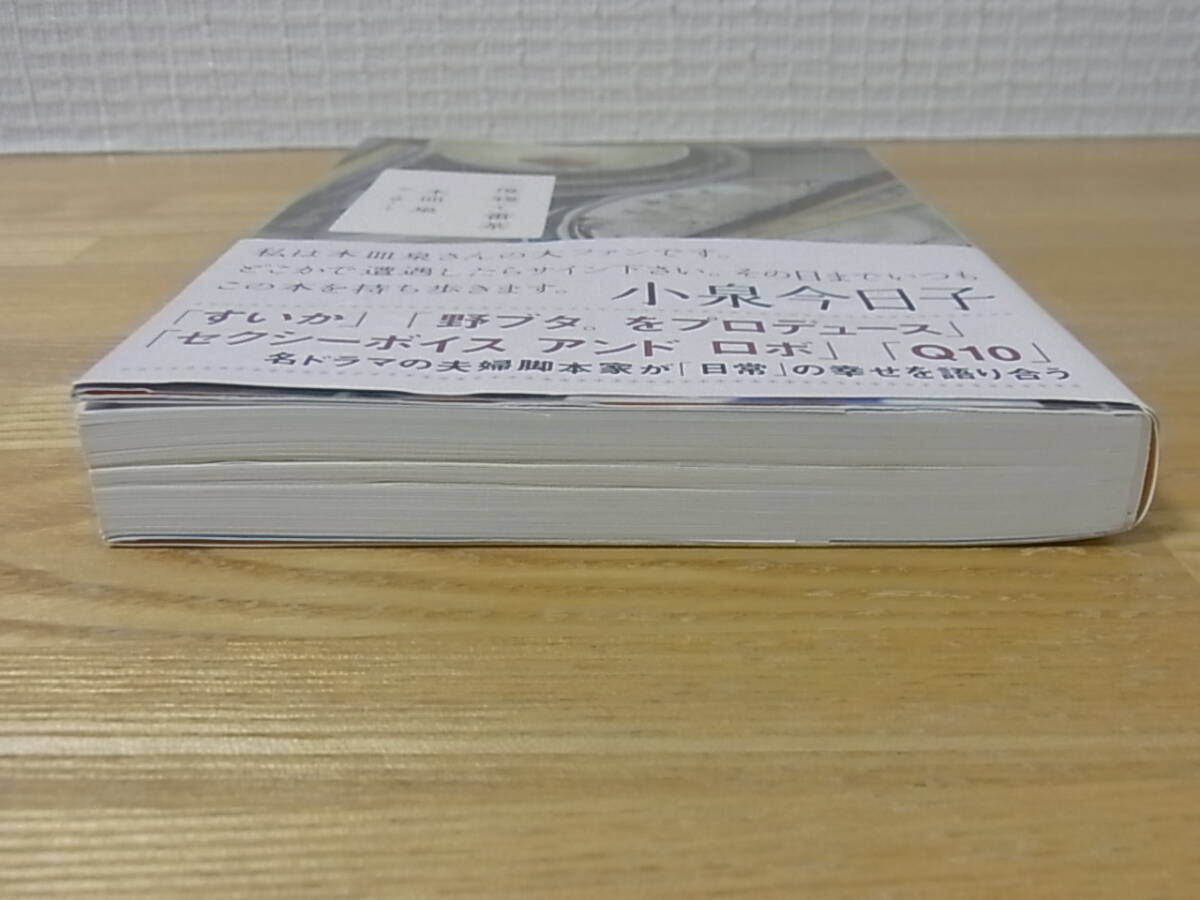 木皿泉
私は木皿泉さんの大ファンです。
どこかで遭遇したらサイン下さい。その日までいつも
この本を持ち歩きます。 小泉今日子
「すいか」「野ブタ。をプロデュース」
「セクシーボイス アンド ロボ」「Q10」
名ドラマの夫婦脚本家が「日常」の幸せを語り合う